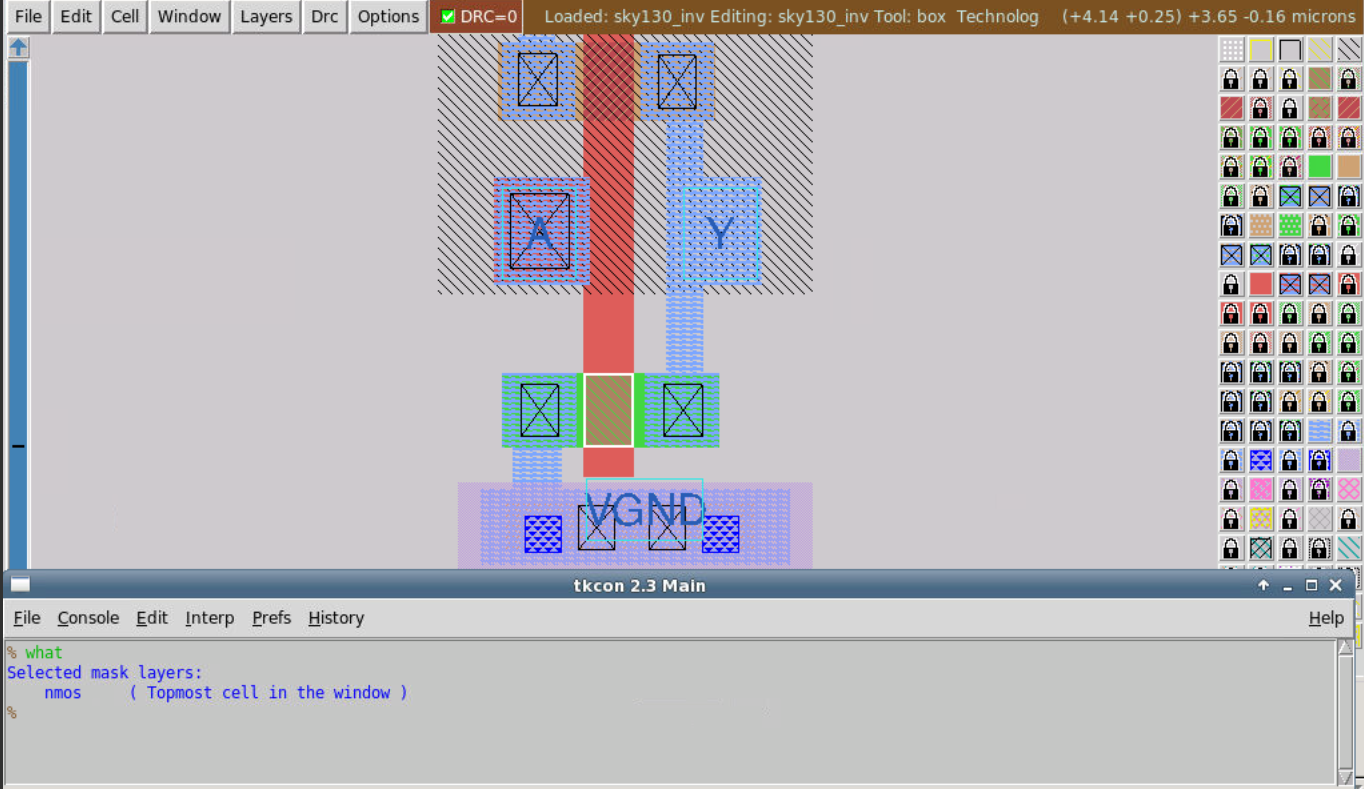 File Edit Cell Window Layers Drc Options DRC=0 Loaded: sky130_inv Editing: sky130_inv Tool: box Technolog (+4.14 +0.25) +3.65 -0.16 microns
A
Y
VGND
tkcon 2.3 Main
File Console Edit Interp Prefs History Help
% what
Selected mask layers:
nmos ( Topmost cell in the window )
%